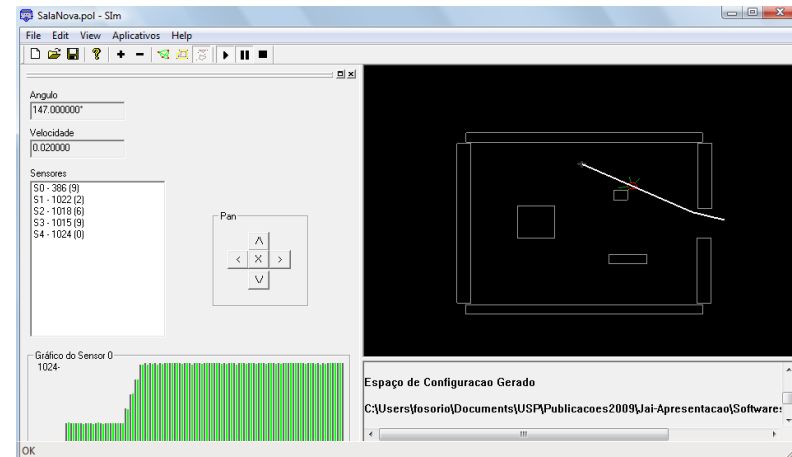 SalaNova.pol - SIm
File Edit View Aplicativos Help
Angulo
147.000000°
Velocidade
0.020000
Sensores
S0 - 386 (9)
S1 - 1022 (2)
S2 - 1018 (6)
S3 - 1015 (9)
S4 - 1024 (0)
Pan
X
Gráfico do Sensor 0
1024-
Espaço de Configuracao Gerado
C:\Users\fosorio\Documents\USP\Publicacoes2009\Jai-Apresentacao\Softwares
OK